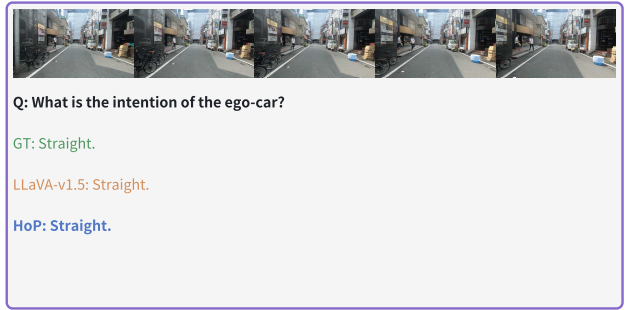 Q: What is the intention of the ego-car?
GT: Straight.
LLaVA-v1.5: Straight.
HoP: Straight.